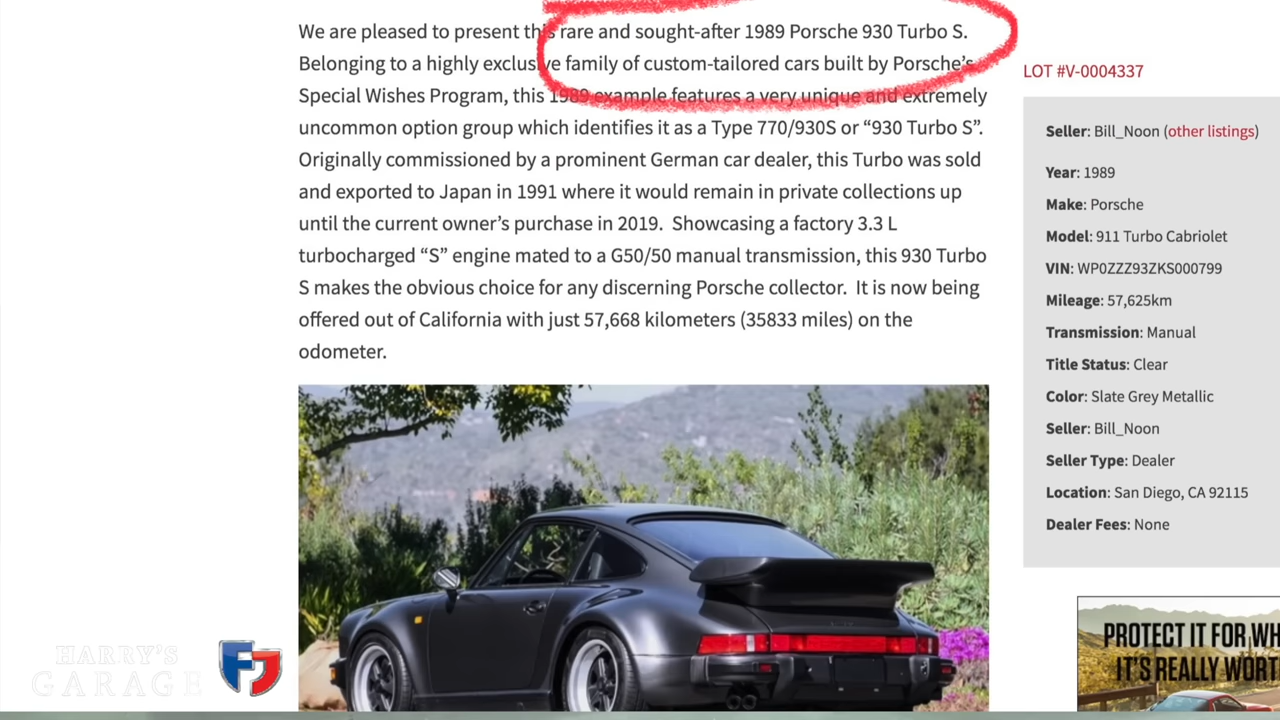 We are pleased to present this rare and sought-after 1989 Porsche 930 Turbo S.
Belonging to a highly exclusive family of custom-tailored cars built by Porsche's
Special Wishes Program, this 1989 example features a very unique and extremely
uncommon option group which identifies it as a Type 770/930S or “930 Turbo S”.
Originally commissioned by a prominent German car dealer, this Turbo was sold
and exported to Japan in 1991 where it would remain in private collections up
until the current owner's purchase in 2019. Showcasing a factory 3.3 L
turbocharged “S” engine mated to a G50/50 manual transmission, this 930 Turbo
S makes the obvious choice for any discerning Porsche collector. It is now being
offered out of California with just 57,668 kilometers (35833 miles) on the
odometer.
LOT #V-0004337
Seller: Bill_Noon (other listings)
Year: 1989
Make: Porsche
Model: 911 Turbo Cabriolet
VIN: WP0ZZZ93ZKS000799
Mileage: 57,625km
Transmission: Manual
Title Status: Clear
Color: Slate Grey Metallic
Seller: Bill_Noon
Seller Type: Dealer
Location: San Diego, CA 92115
Dealer Fees: None
PROTECT IT FOR WH
IT'S REALLY WORT
HARRY'S
GARAGE